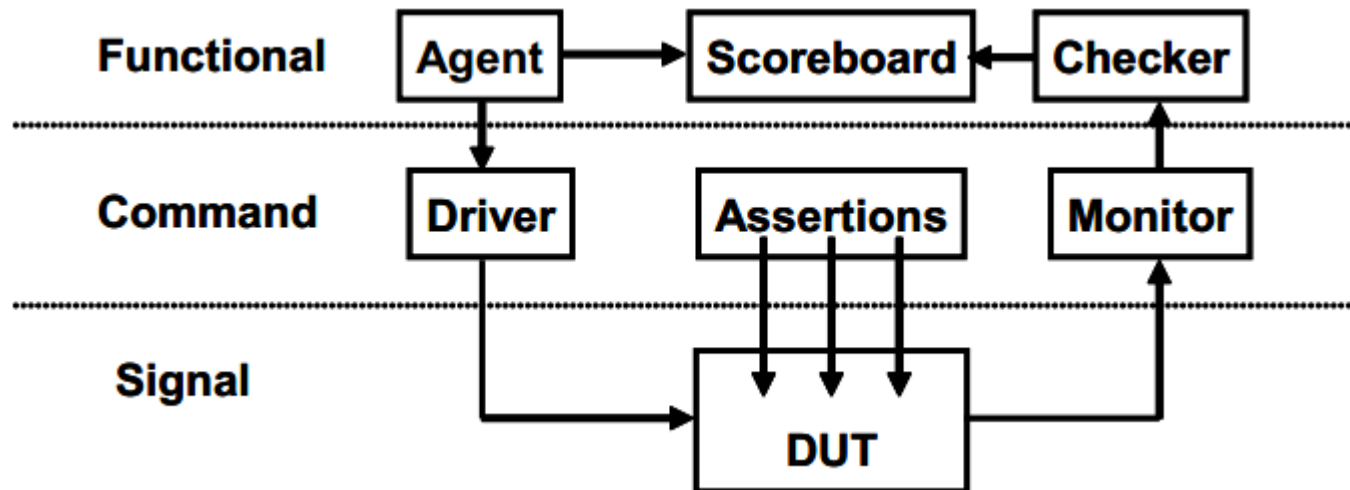 Functional
Agent
Scoreboard
Checker
Command
Driver
Assertions
Monitor
Signal
DUT